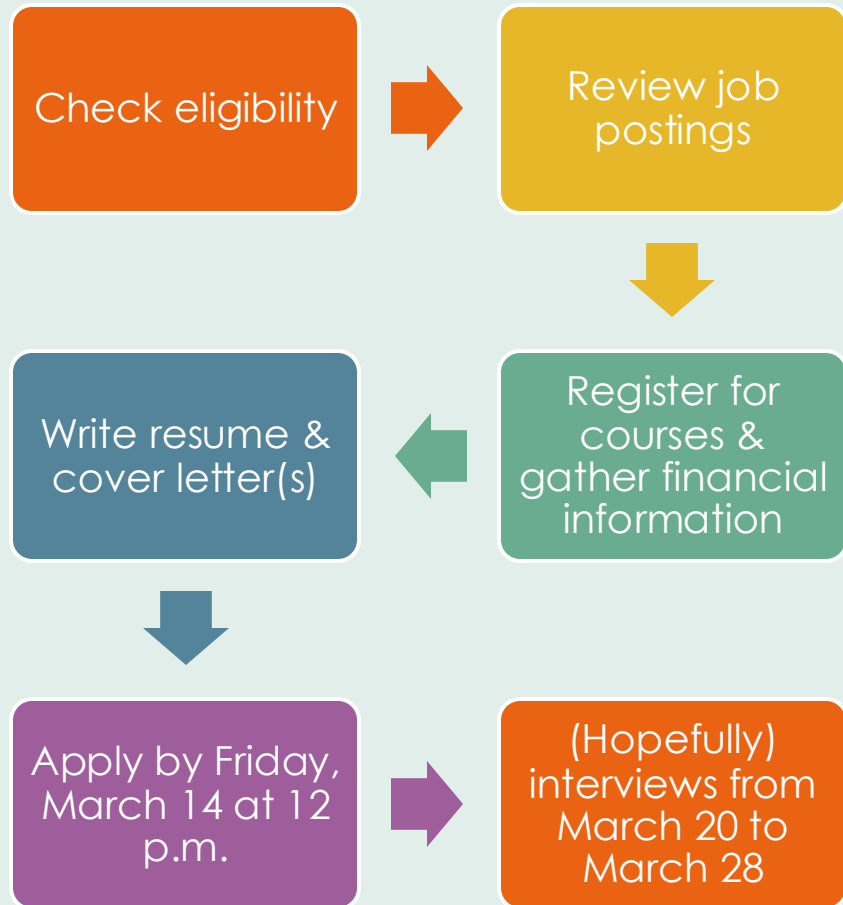 Check eligibility
Review job
postings
Register for
courses &
gather financial
information
Write resume &
cover letter(s)
Apply by Friday,
March 14 at 12
p.m.
(Hopefully)
interviews from
March 20 to
March 28